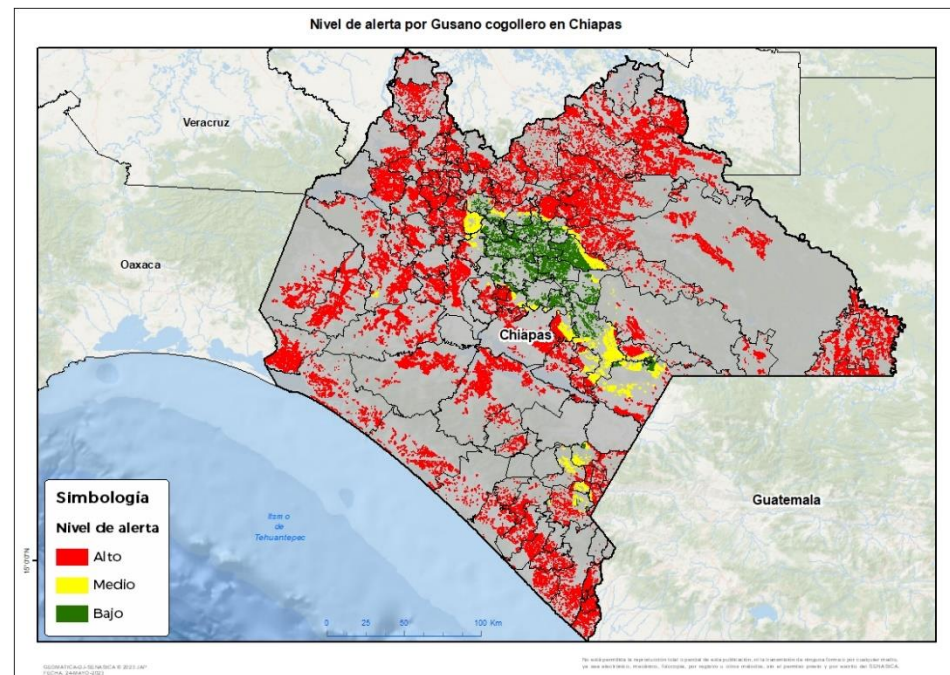 Nivel de alerta por Gusano cogollero en Chiapas
Veracruz
Oaxaca
Chiapas
Guatemala
Simbología
Nivel de alerta
Alto
Medio
Bajo
Itsmo
de
Tehuantepec
0 25 50 100 Km